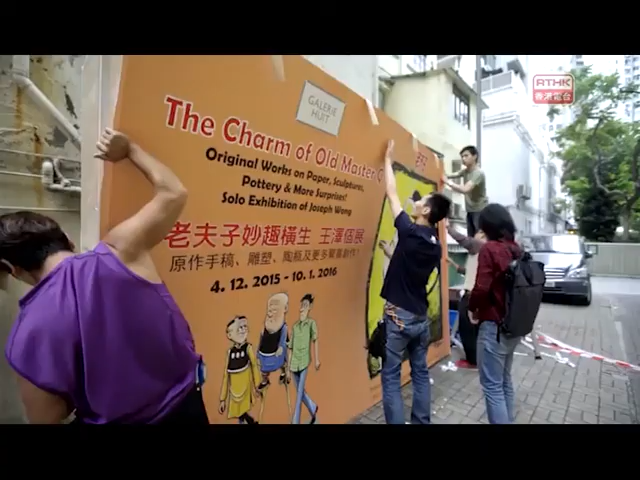 RTHK
香港電台
GALERIE
HUIT
The Charm of Old Master Q
Original Works on Paper, Sculptures,
Pottery & More Surprises!
Solo Exhibition of Joseph Wong
老夫子妙趣橫生 王澤個展
原作手稿、雕塑、陶瓶及更多驚喜創作!
4. 12. 2015 - 10. 1. 2016